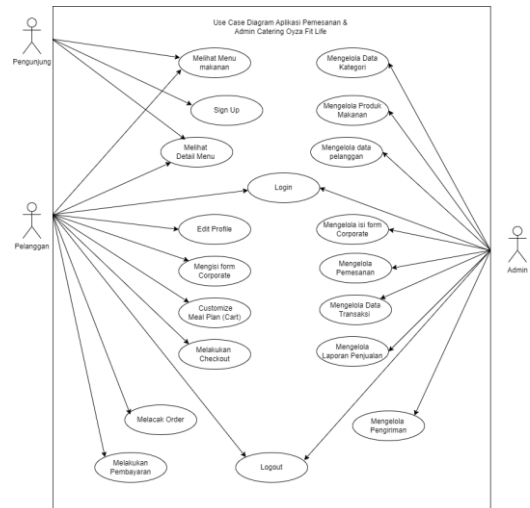 Use Case Diagram Aplikasi Pemesanan &
Admin Catering Oyza Fit Life
Pengunjung
Melihat Menu
makanan
Mengelola Data
Kategori
Sign Up
Mengelola Produk
Makanan
Melihat
Detail Menu
Mengelola data
pelanggan
Login
Pelanggan
Edit Profile
Mengelola isi form
Corporate
Admin
Mengisi form
Corporate
Mengelola
Pemesanan
Customize
Meal Plan (Cart)
Mengelola Data
Transaksi
Melakukan
Checkout
Mengelola
Laporan Penjualan
Melacak Order
Mengelola
Pengiriman
Melakukan
Pembayaran
Logout